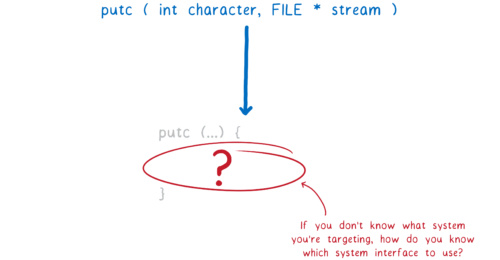 putc ( int character, FILE * stream )
putc (...) {
?
}
If you don't know what system
you're targeting, how do you know
which system interface to use?